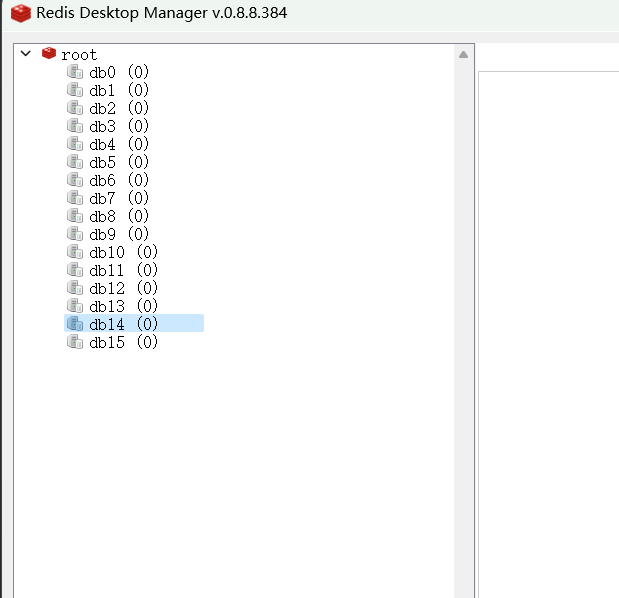 Redis Desktop Manager v.0.8.8.384
root
db0 (0)
db1 (0)
db2 (0)
db3 (0)
db4 (0)
db5 (0)
db6 (0)
db7 (0)
db8 (0)
db9 (0)
db10 (0)
db11 (0)
db12 (0)
db13 (0)
db14 (0)
db15 (0)